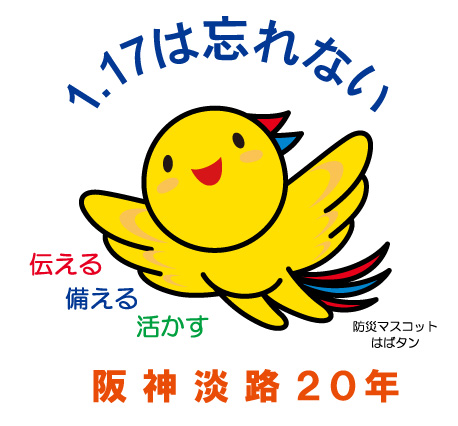 1.17は忘れない
伝える
備える
活かす
防災マスコット
はばタン
阪神淡路20年